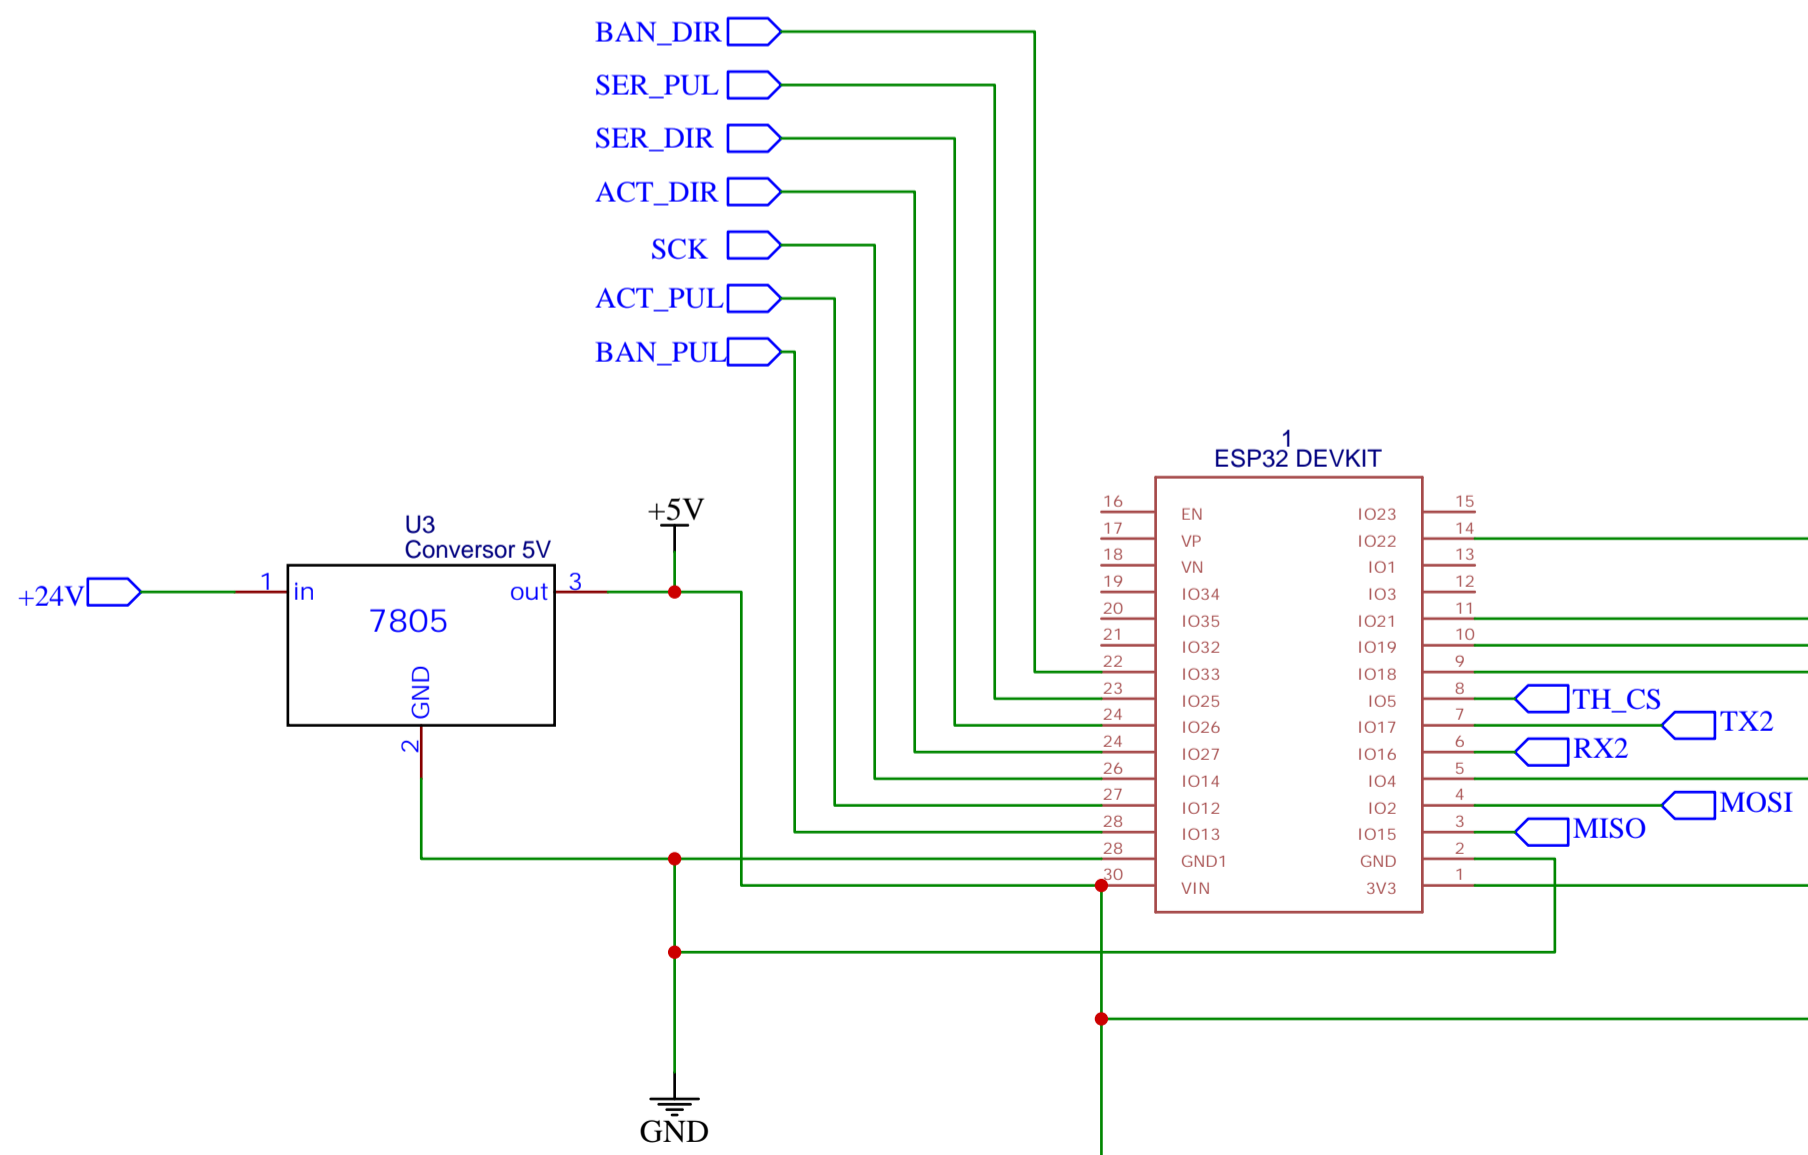 BAN_DIR
SER_PUL
SER_DIR
ACT_DIR
SCK
ACT_PUL
BAN_PUL
+24V
U3
Conversor 5V
1
in
7805
out
3
GND
2
+5V
GND
1
ESP32 DEVKIT
16 EN IO23 15
17 VP IO22 14
18 VN IO1 13
19 IO34 IO3 12
20 IO35 IO21 11
21 IO32 IO19 10
22 IO33 IO18 9
23 IO25 IO5 8 TH_CS
24 IO26 IO17 7 TX2
24 IO27 IO16 6 RX2
26 IO14 IO4 5
27 IO12 IO2 4 MOSI
28 IO13 IO15 3 MISO
28 GND1 GND 2
30 VIN 3V3 1